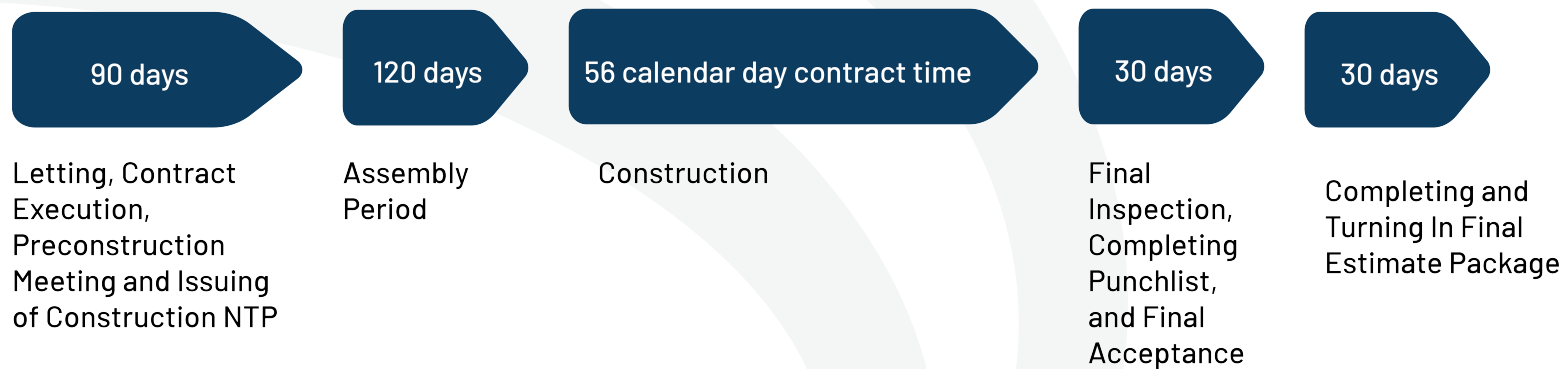 90 days
Letting, Contract
Execution,
Preconstruction
Meeting and Issuing
of Construction NTP
120 days
Assembly
Period
56 calendar day contract time
Construction
30 days
Final
Inspection,
Completing
Punchlist,
and Final
Acceptance
30 days
Completing and
Turning In Final
Estimate Package